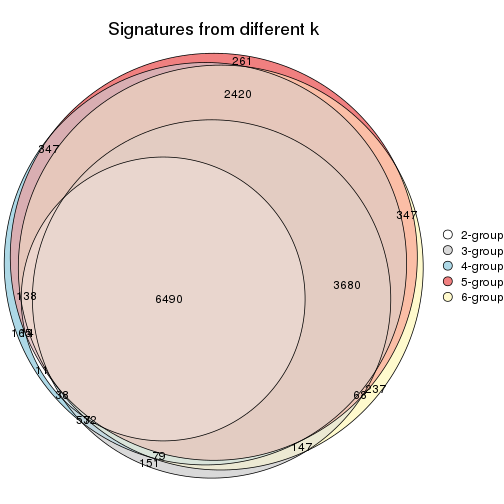 Signatures from different k
261
2420
347
347
2-group
3-group
4-group
5-group
6-group
3680
138
6490
11
38
237
147
79
151